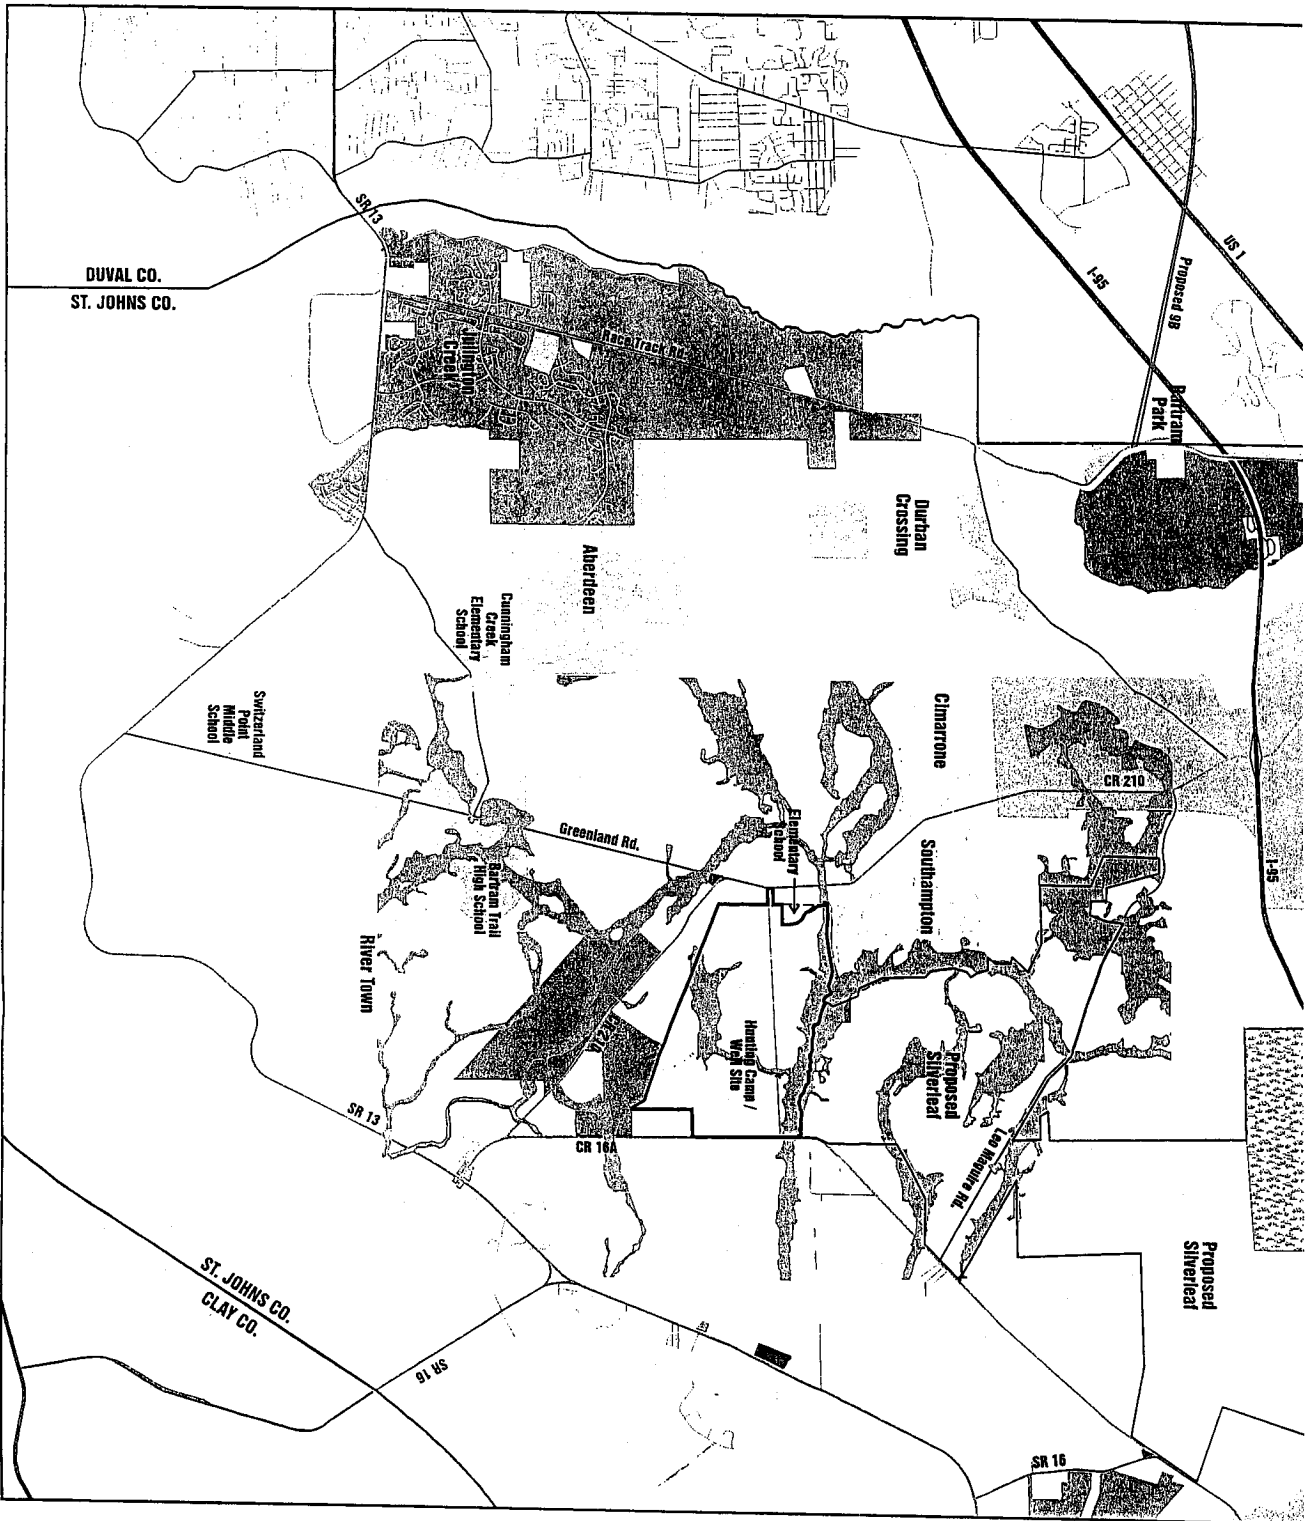 SR 13
DUVAL CO.
ST. JOHNS CO.
US 1
I-95
Proposed 9B
Bartram
Park
Race Track Rd.
Julington
Creek
Durban
Crossing
Aberdeen
Cunningham
Creek
Elementary
School
Switzerland
Point
Middle
School
Cimarrone
CR 210
I-95
Greenland Rd.
Elementary
School
Southampton
Bartram Trail
High School
River Town
Hunting Camp /
Well Site
Proposed
Silverleaf
Leo Maguire Rd.
SR 13
CR 16A
Proposed
Silverleaf
ST. JOHNS CO.
CLAY CO.
SR 16
SR 16